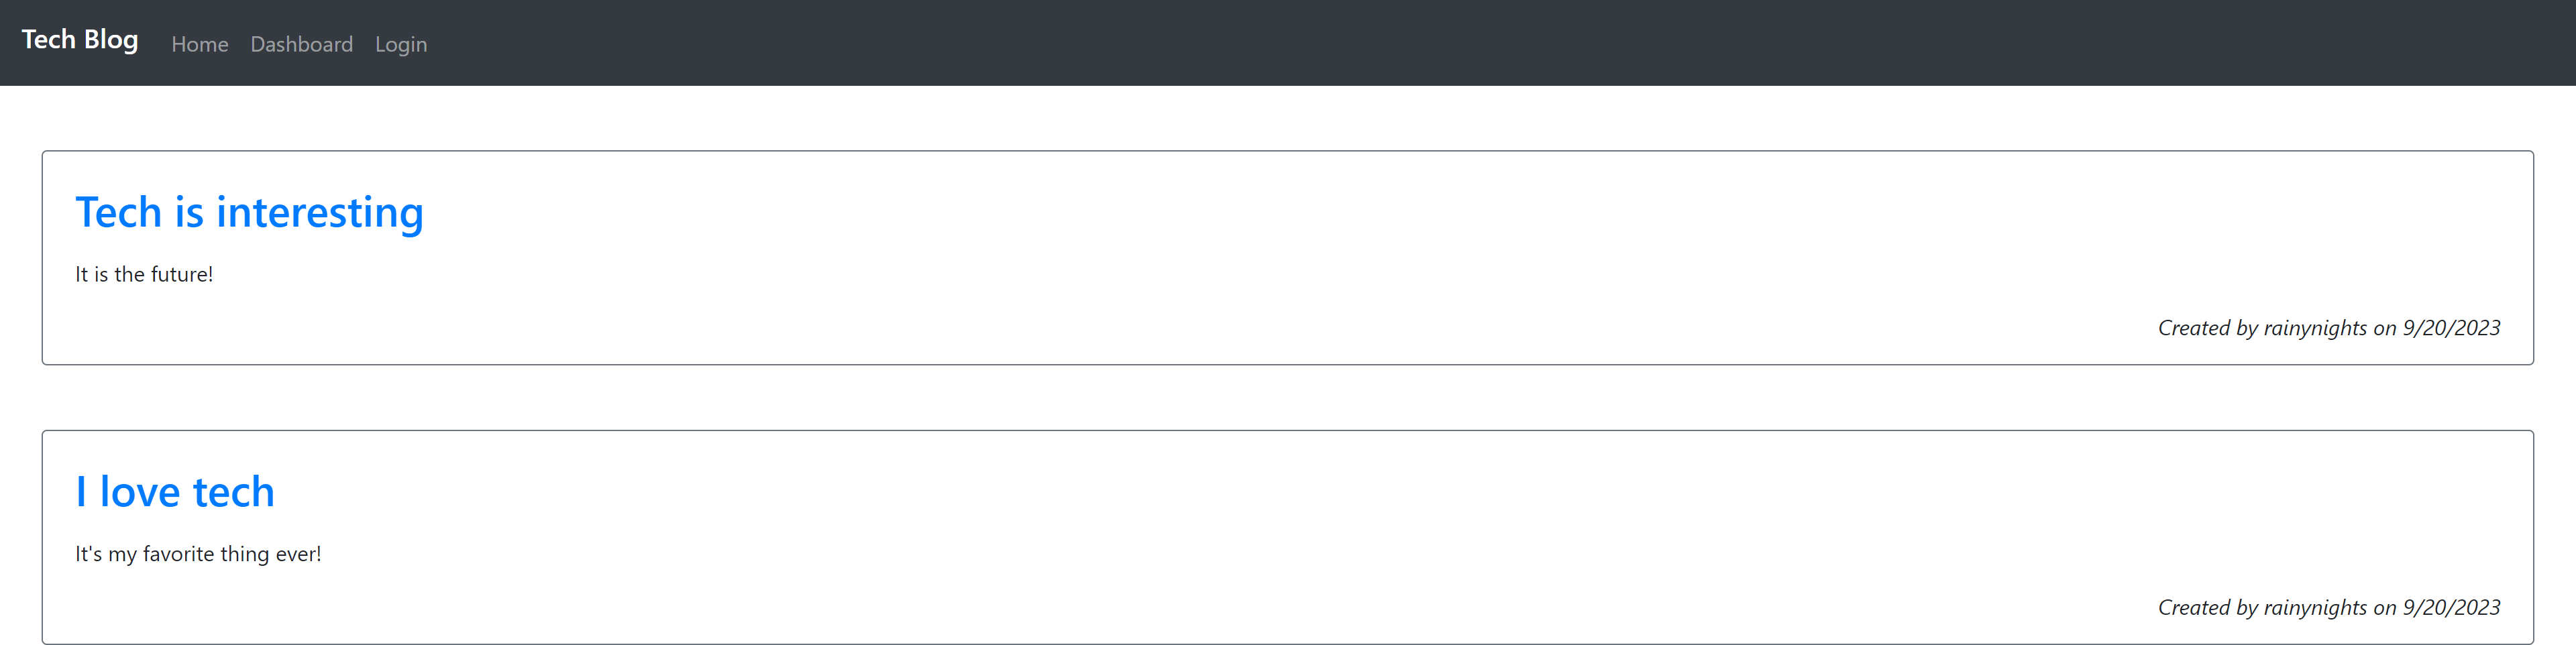 Tech Blog Home Dashboard Login
Tech is interesting
It is the future!
Created by rainynights on 9/20/2023
I love tech
It's my favorite thing ever!
Created by rainynights on 9/20/2023